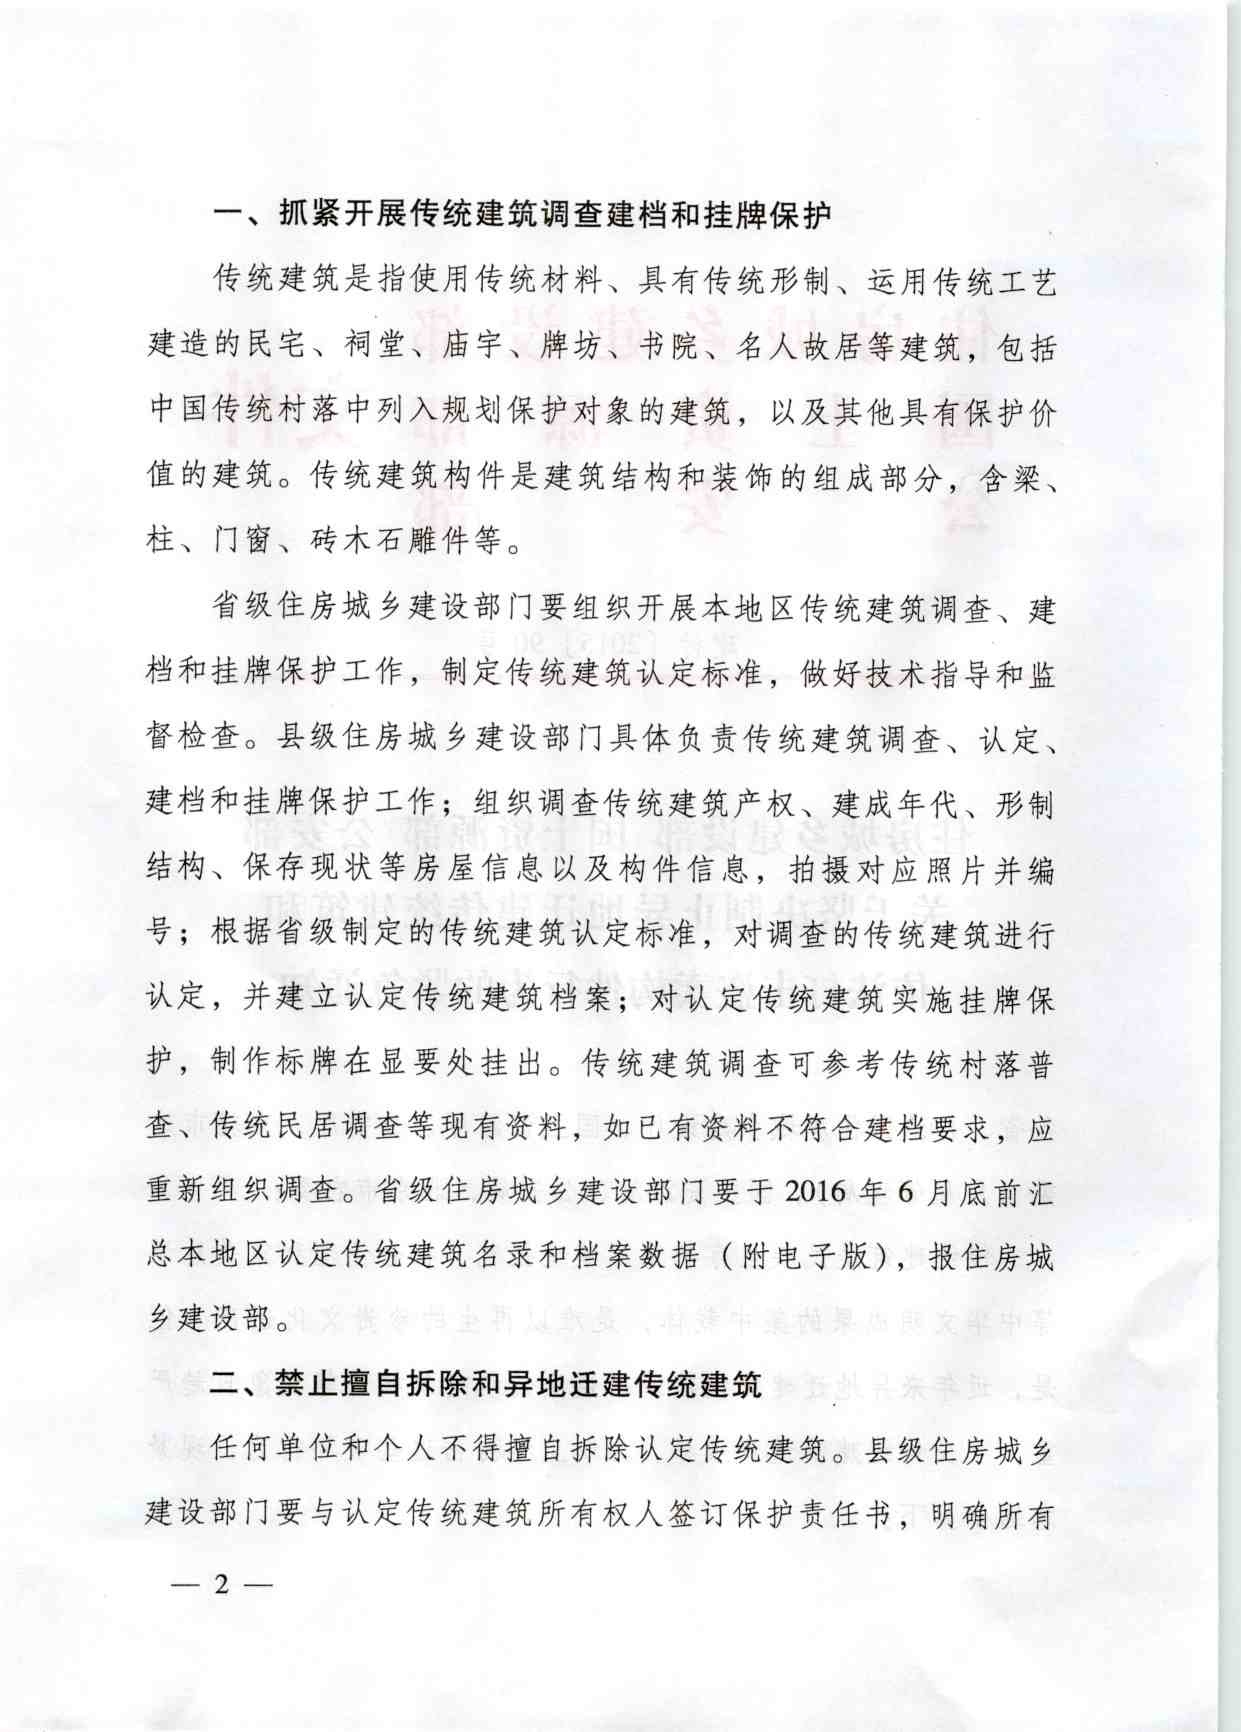 一、抓紧开展传统建筑调查建档和挂牌保护
传统建筑是指使用传统材料、具有传统形制、运用传统工艺
建造的民宅、祠堂、庙宇、牌坊、书院、名人故居等建筑，包括
中国传统村落中列入规划保护对象的建筑，以及其他具有保护价
值的建筑。传统建筑构件是建筑结构和装饰的组成部分，含梁、
柱、门窗、砖木石雕件等。
省级住房城乡建设部门要组织开展本地区传统建筑调查、建
档和挂牌保护工作，制定传统建筑认定标准，做好技术指导和监
督检查。县级住房城乡建设部门具体负责传统建筑调查、认定、
建档和挂牌保护工作；组织调查传统建筑产权、建成年代、形制
结构、保存现状等房屋信息以及构件信息，拍摄对应照片并编
号；根据省级制定的传统建筑认定标准，对调查的传统建筑进行
认定，并建立认定传统建筑档案；对认定传统建筑实施挂牌保
护，制作标牌在显要处挂出。传统建筑调查可参考传统村落普
查、传统民居调查等现有资料，如已有资料不符合建档要求，应
重新组织调查。省级住房城乡建设部门要于 2016 年 6 月底前汇
总本地区认定传统建筑名录和档案数据（附电子版），报住房城
乡建设部。
二、禁止擅自拆除和异地迁建传统建筑
任何单位和个人不得擅自拆除认定传统建筑。县级住房城乡
建设部门要与认定传统建筑所有权人签订保护责任书，明确所有
— 2 —